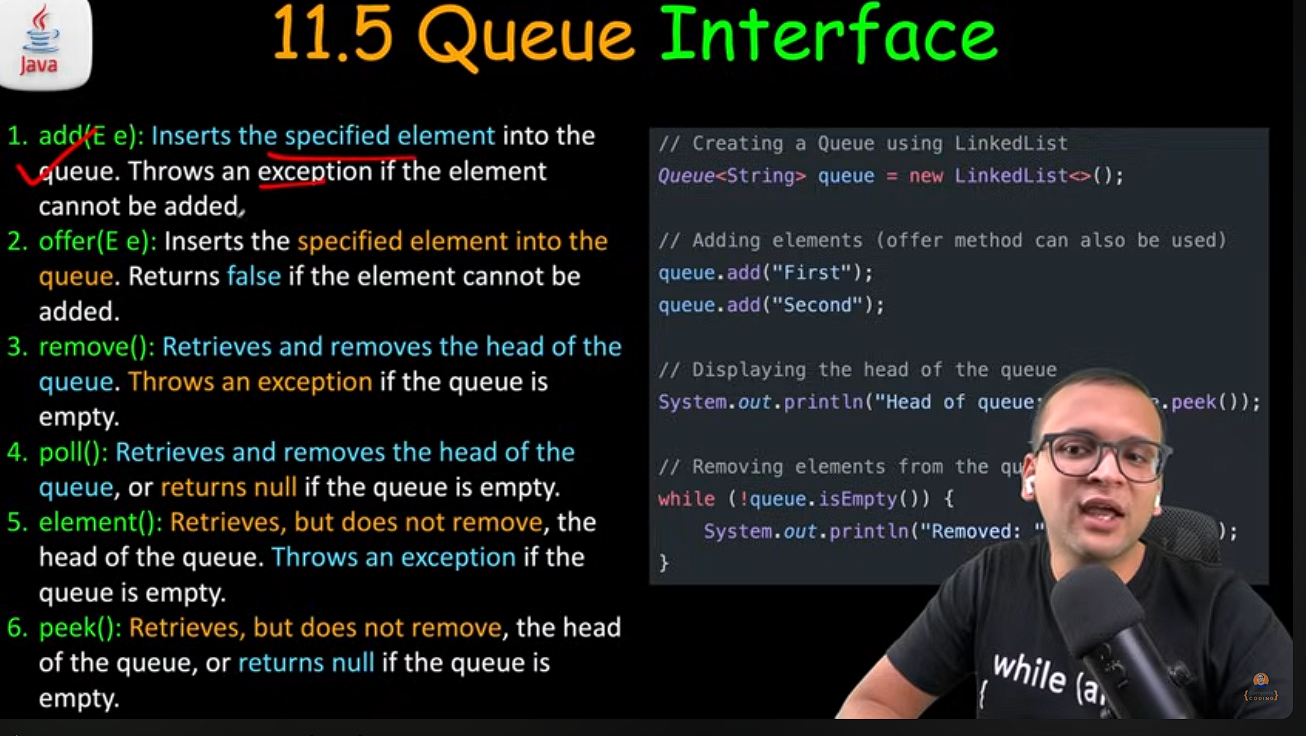 Java
11.5 Queue Interface
1. add(E e): Inserts the specified element into the
queue. Throws an exception if the element
cannot be added.
2. offer(E e): Inserts the specified element into the
queue. Returns false if the element cannot be
added.
3. remove(): Retrieves and removes the head of the
queue. Throws an exception if the queue is
empty.
4. poll(): Retrieves and removes the head of the
queue, or returns null if the queue is empty.
5. element(): Retrieves, but does not remove, the
head of the queue. Throws an exception if the
queue is empty.
6. peek(): Retrieves, but does not remove, the head
of the queue, or returns null if the queue is
empty.
// Creating a Queue using LinkedList
Queue<String> queue = new LinkedList<>();
// Adding elements (offer method can also be used)
queue.add("First");
queue.add("Second");
// Displaying the head of the queue
System.out.println("Head of queue: .peek());
// Removing elements from the
while (!queue.isEmpty()) {
System.out.println("Removed: " );
}
while (
{
CODING